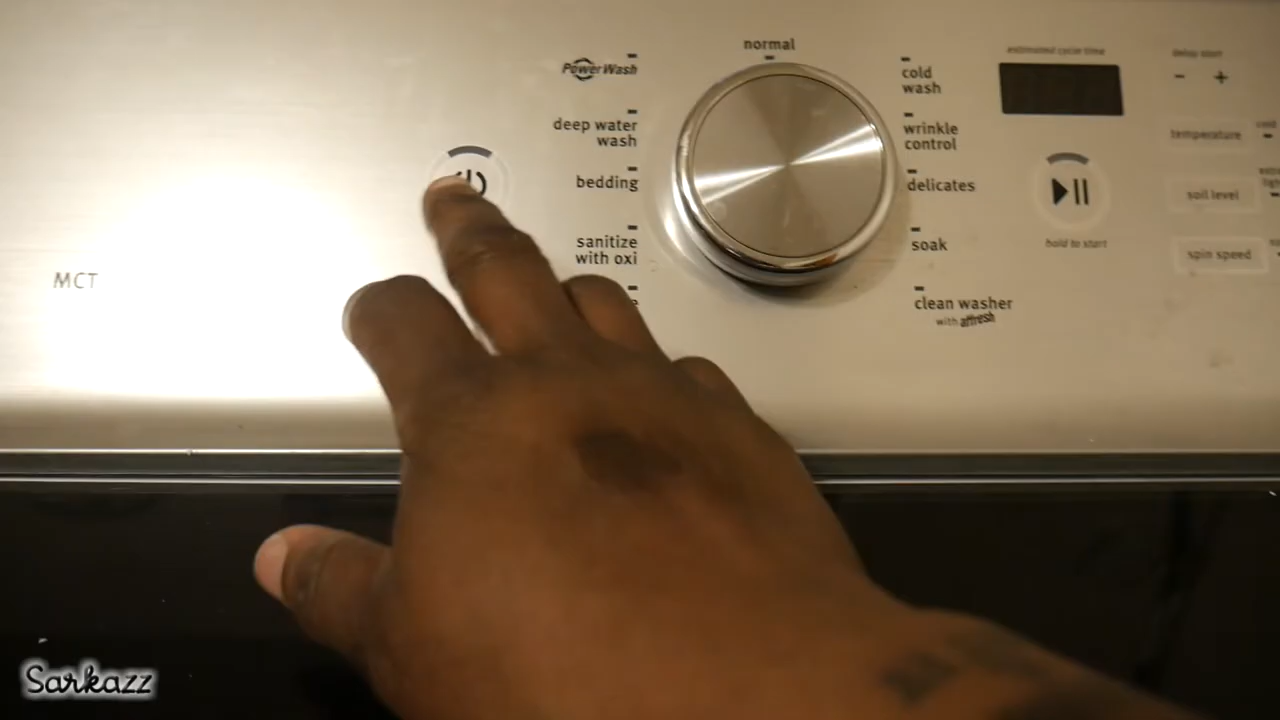 normal
PowerWash
deep water
wash
bedding
sanitize
with oxi
cold
wash
wrinkle
control
delicates
soak
clean washer
with affresh
estimated cycle time
hold to start
delay start
- +
temperature
soil level
spin speed
cold
MCT
Sarkazz